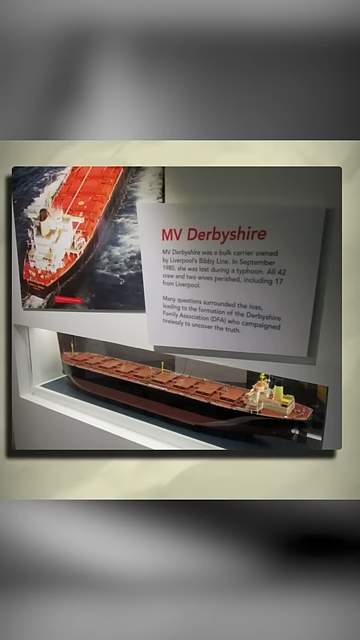 MV Derbyshire
MV Derbyshire was a bulk carrier owned
by Liverpool's Bibby Line. In September
1980, she was lost during a typhoon. All 42
crew and two wives perished, including 17
from Liverpool.
Many questions surrounded the loss,
leading to the formation of the Derbyshire
Family Association (DFA) who campaigned
tirelessly to uncover the truth.